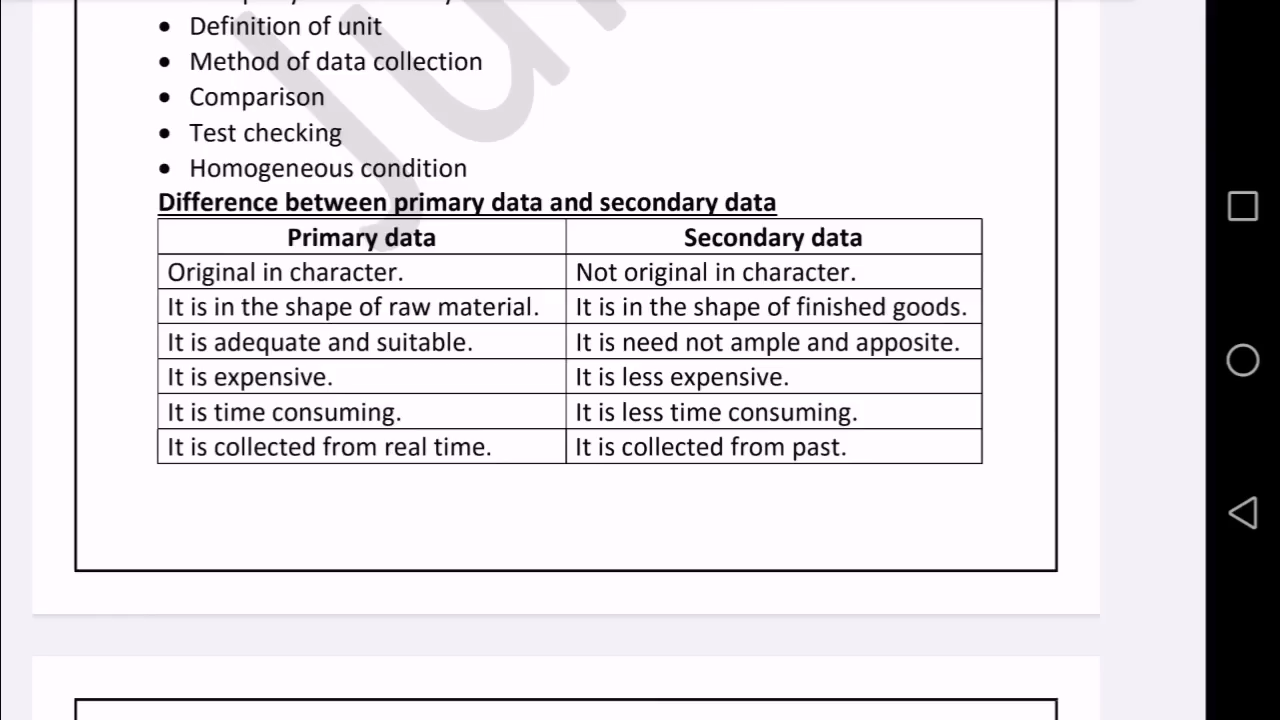 Definition of unit
Method of data collection
Comparison
Test checking
Homogeneous condition
Difference between primary data and secondary data
Primary data Secondary data
Original in character. Not original in character.
It is in the shape of raw material. It is in the shape of finished goods.
It is adequate and suitable. It is need not ample and apposite.
It is expensive. It is less expensive.
It is time consuming. It is less time consuming.
It is collected from real time. It is collected from past.